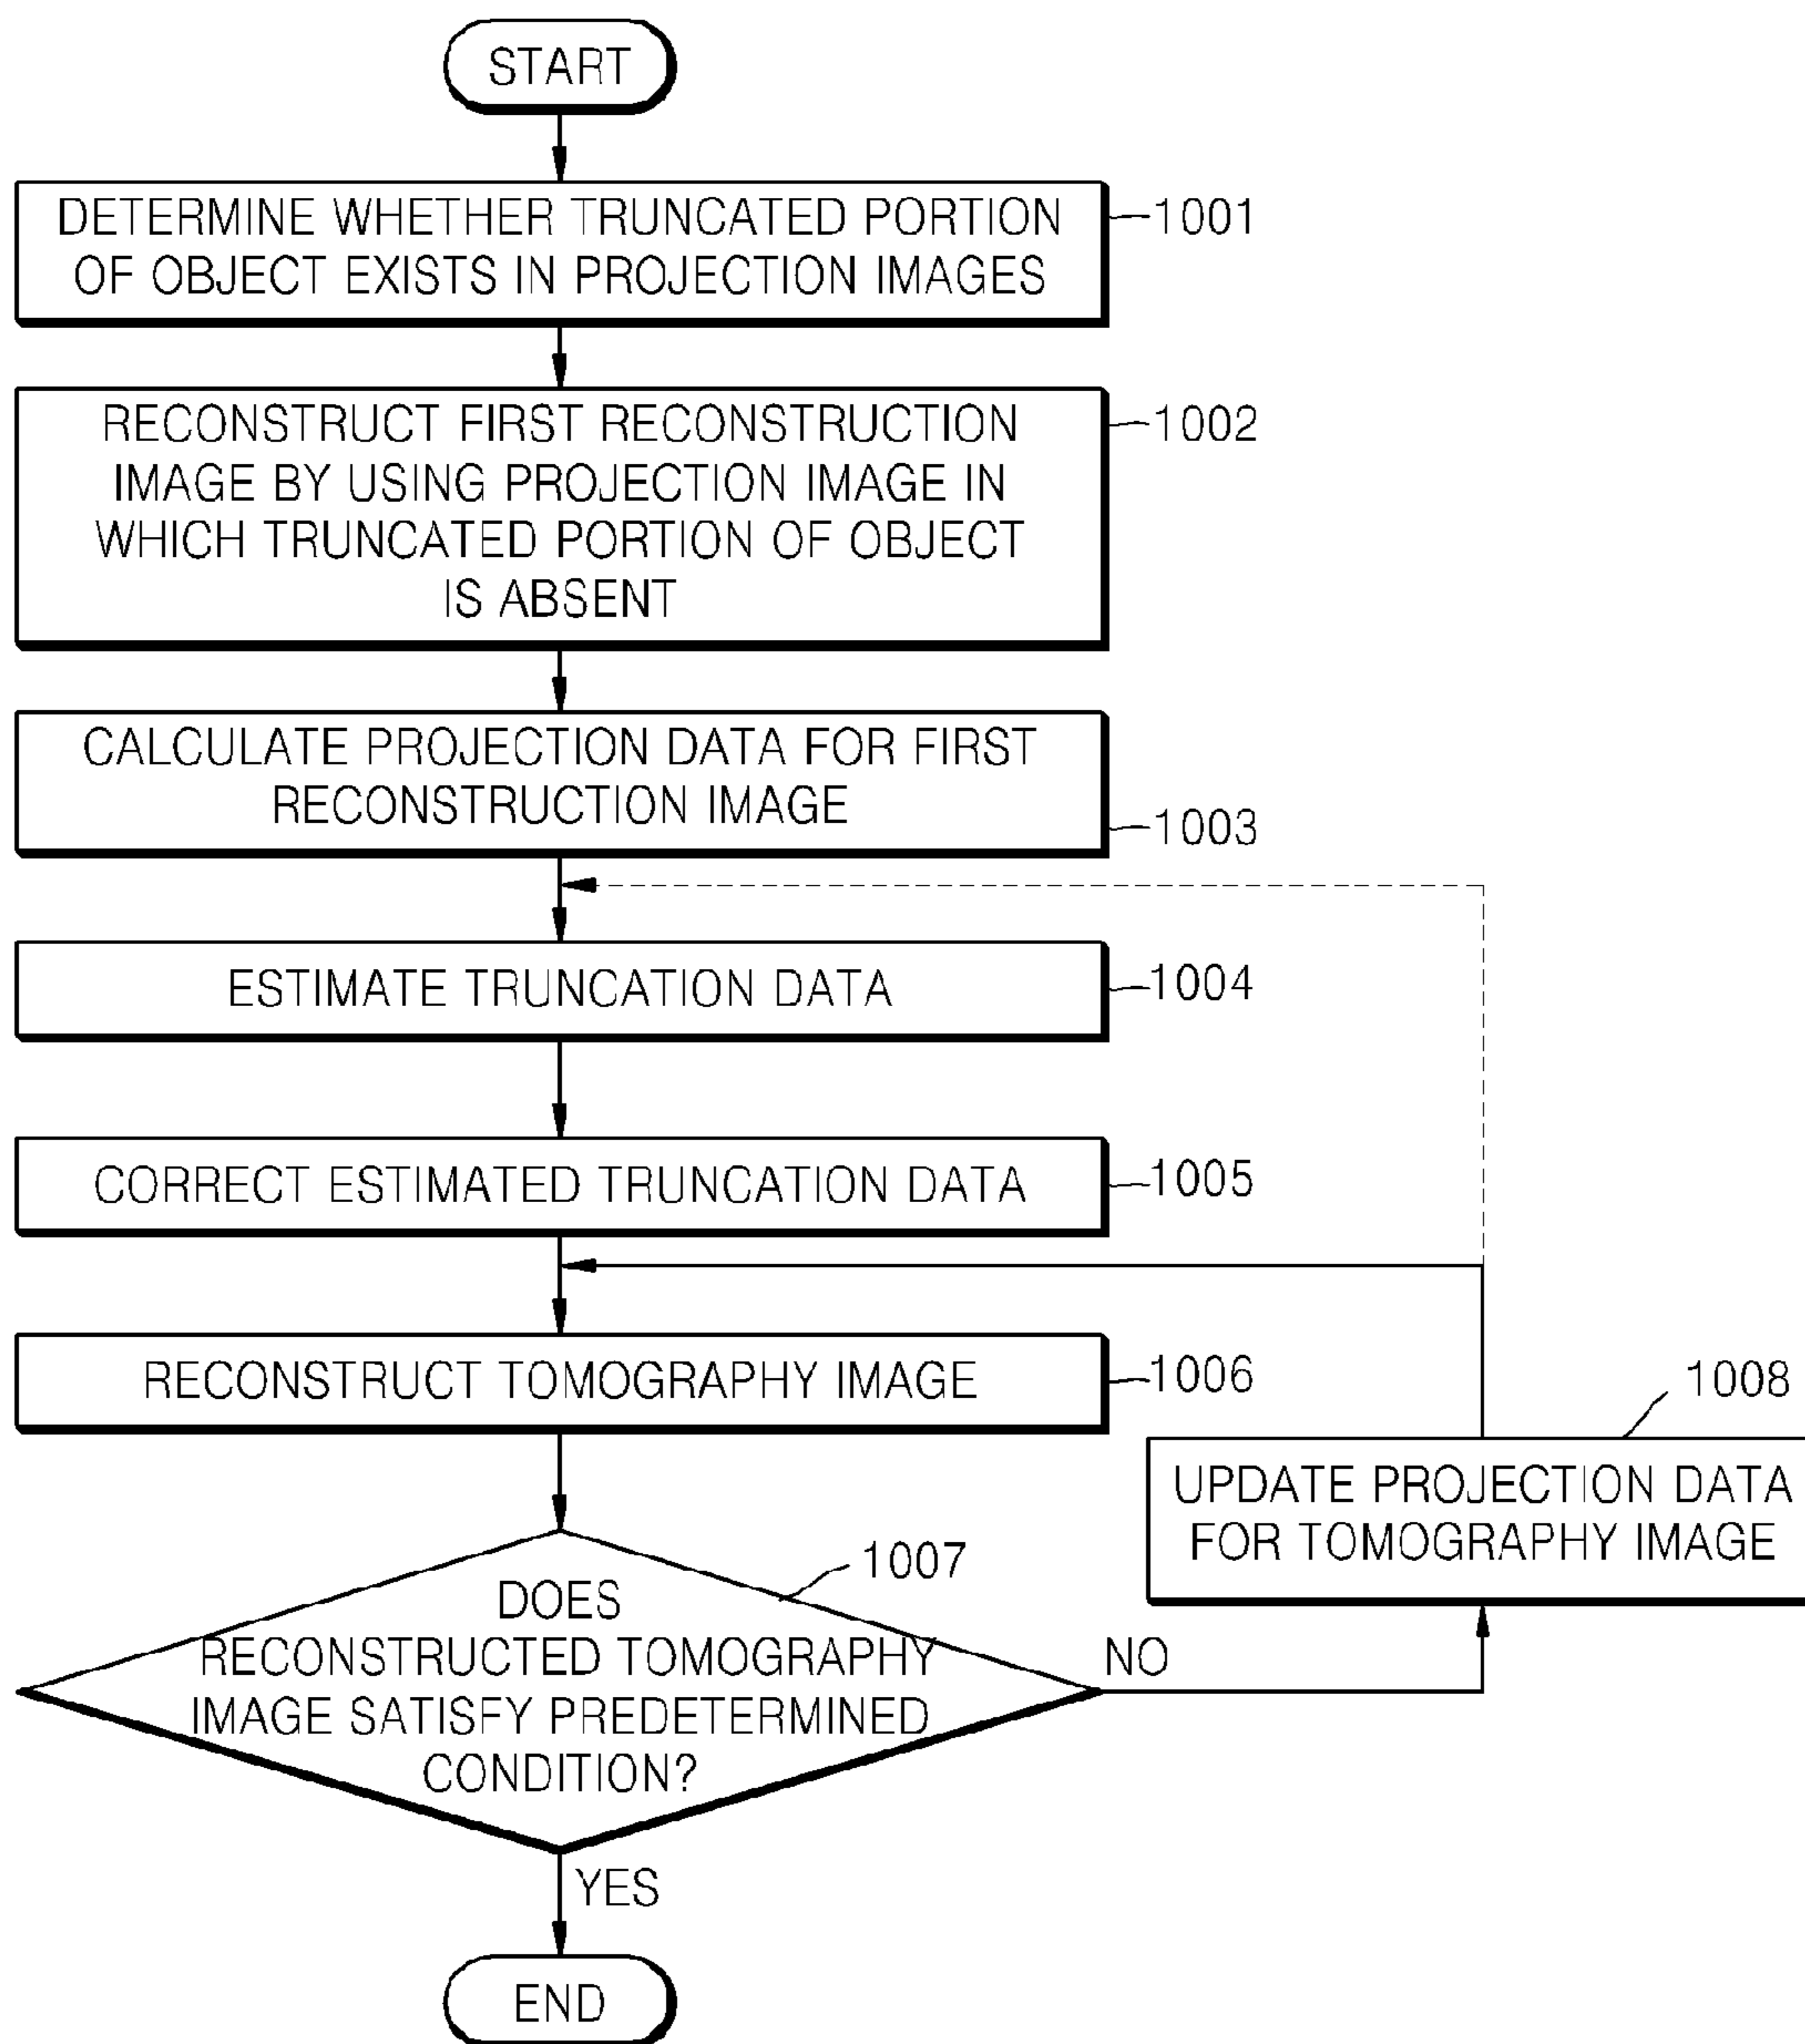 START
DETERMINE WHETHER TRUNCATED PORTION
OF OBJECT EXISTS IN PROJECTION IMAGES
1001
RECONSTRUCT FIRST RECONSTRUCTION
IMAGE BY USING PROJECTION IMAGE IN
WHICH TRUNCATED PORTION OF OBJECT
IS ABSENT
1002
CALCULATE PROJECTION DATA FOR FIRST
RECONSTRUCTION IMAGE
1003
ESTIMATE TRUNCATION DATA
1004
CORRECT ESTIMATED TRUNCATION DATA
1005
RECONSTRUCT TOMOGRAPHY IMAGE
1006
1008
UPDATE PROJECTION DATA
FOR TOMOGRAPHY IMAGE
1007
DOES
RECONSTRUCTED TOMOGRAPHY
IMAGE SATISFY PREDETERMINED
CONDITION?
NO
YES
END